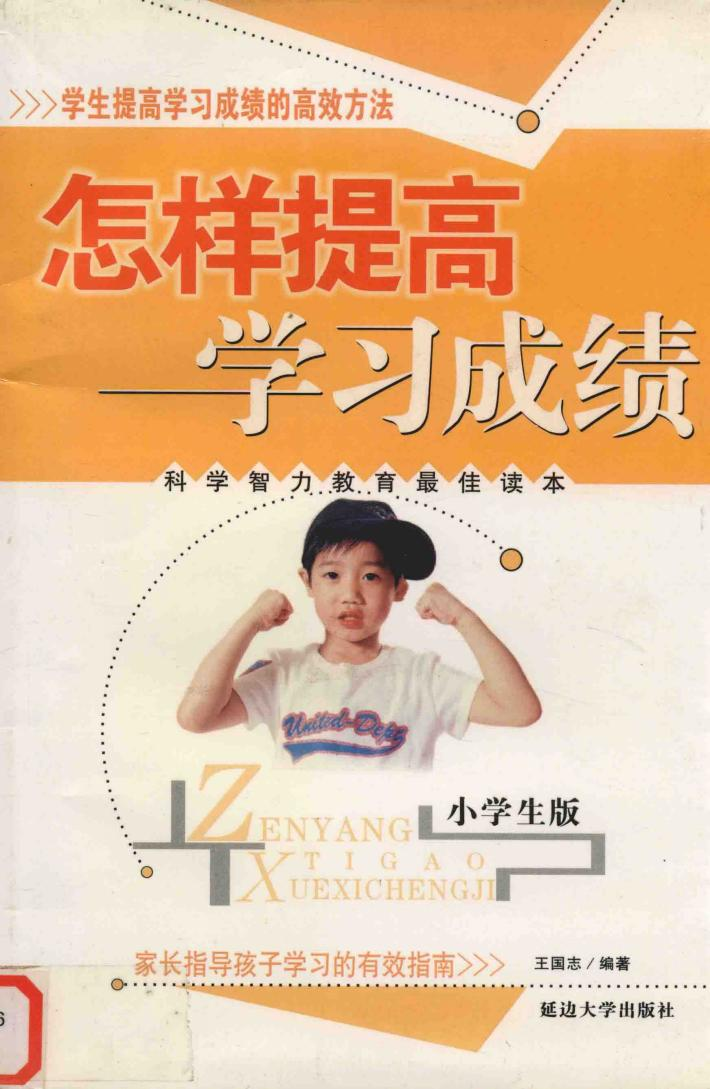 >>>学生提高学习成绩的高效方法
怎样提高
学习成绩
科学智力教育最佳读本
United-Dept
小学生版
ZENYANG
TIGAO
XUEXICHENGJI
家长指导孩子学习的有效指南>>>
王国志/编著
延边大学出版社
6